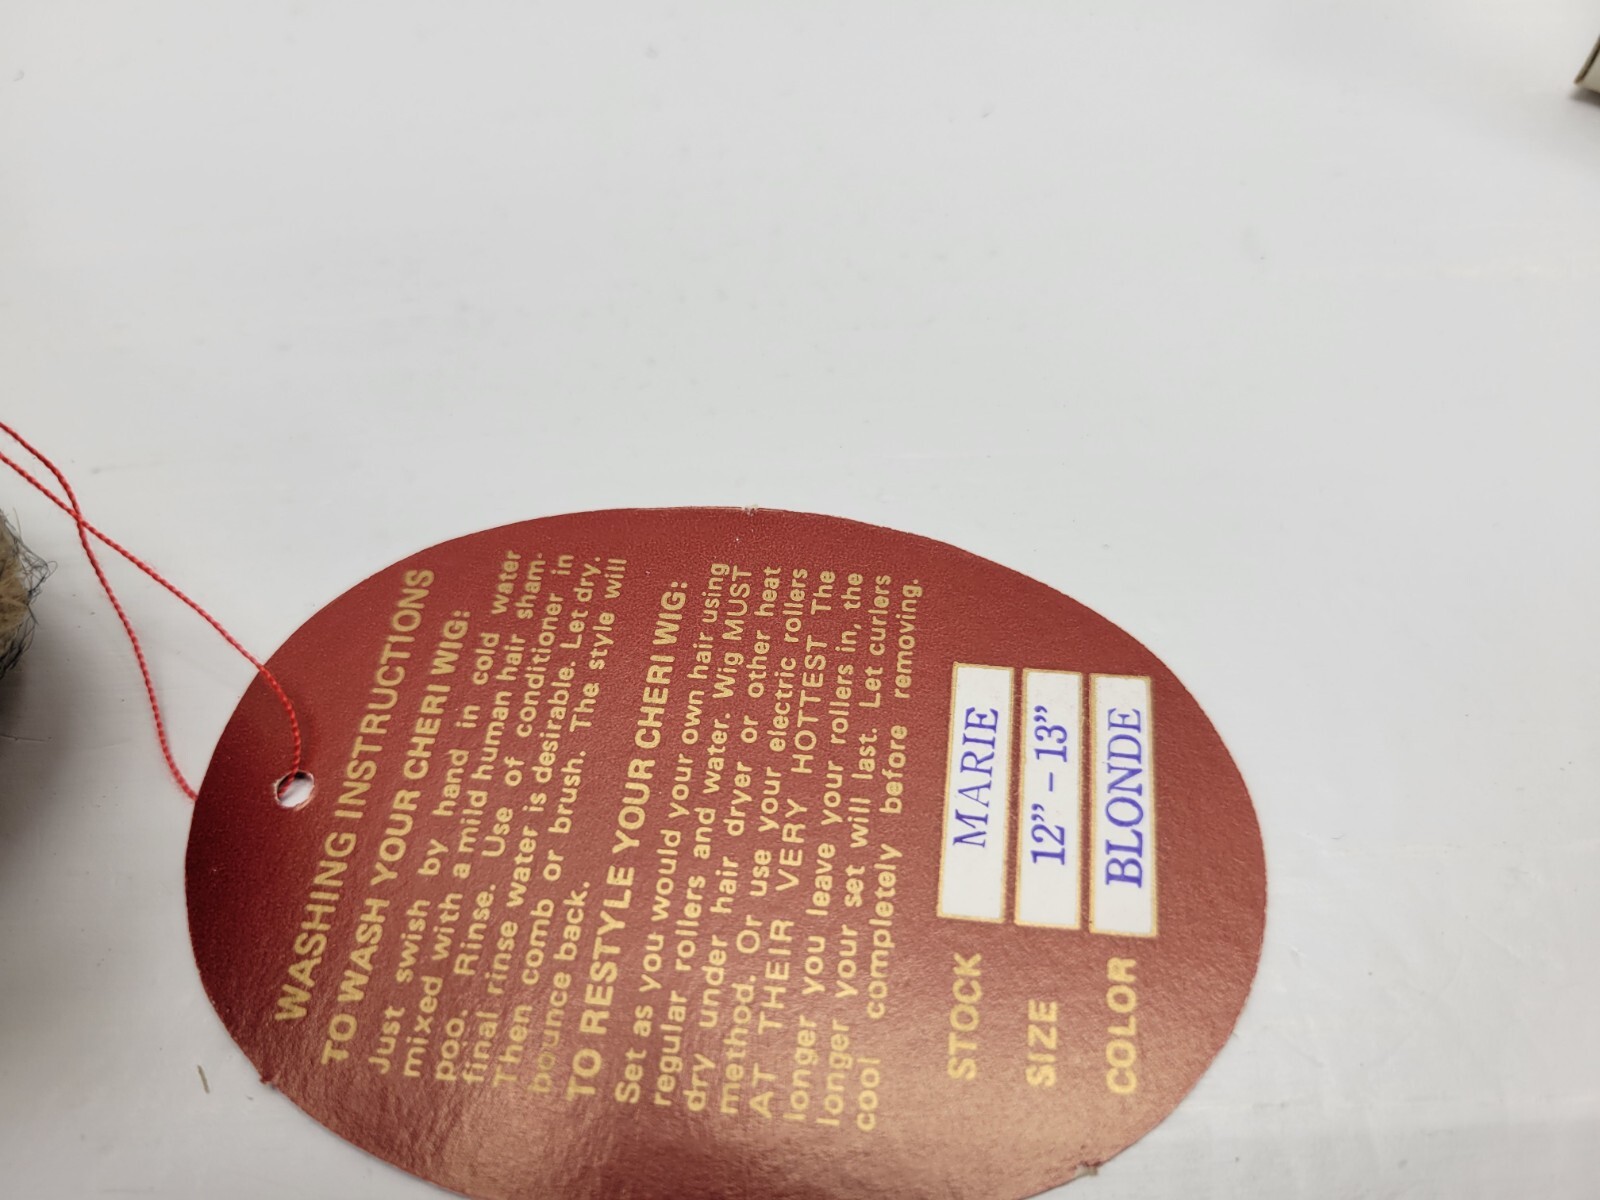 WASHING INSTRUCTIONS
TO WASH YOUR CHERI WIG:
Just swish by hand in cold water
mixed with a mild human hair sham-
poo. Rinse. Use of conditioner in
final rinse water is desirable. Let dry.
Then comb or brush. The style will
bounce back.
TO RESTYLE YOUR CHERI WIG:
Set as you would your own hair using
regular rollers and water. Wig MUST
dry under hair dryer or other heat
method. Or use your electric rollers
AT THEIR VERY HOTTEST The
longer you leave your rollers in, the
longer your set will last. Let curlers
cool completely before removing.
STOCK MARIE
SIZE 12” – 13”
COLOR BLONDE